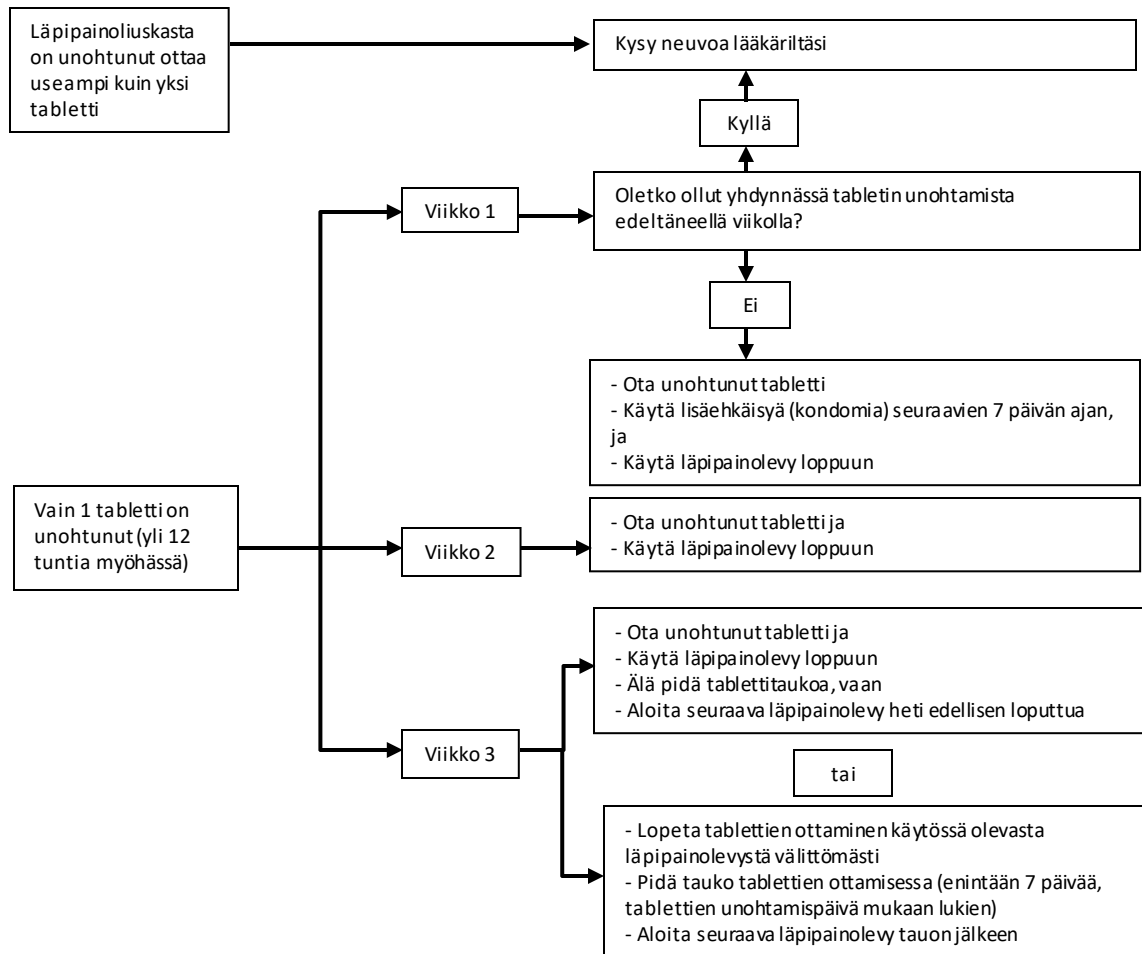 Läpipainoliuskasta
on unohtunut ottaa
useampi kuin yksi
tabletti
Kysy neuvoa lääkäriltäsi
Kyllä
Viikko 1
Oletko ollut yhdynnässä tabletin unohtamista
edeltäneellä viikolla?
Ei
- Ota unohtunut tabletti
- Käytä lisäehkäisyä (kondomia) seuraavien 7 päivän ajan,
ja
- Käytä läpipainolevy loppuun
Vain 1 tabletti on
unohtunut (yli 12
tuntia myöhässä)
Viikko 2
- Ota unohtunut tabletti ja
- Käytä läpipainolevy loppuun
Viikko 3
- Ota unohtunut tabletti ja
- Käytä läpipainolevy loppuun
- Älä pidä tablettitaukoa, vaan
- Aloita seuraava läpipainolevy heti edellisen loputtua
tai
- Lopeta tablettien ottaminen käytössä olevasta
läpipainolevystä välittömästi
- Pidä tauko tablettien ottamisessa (enintään 7 päivää,
tablettien unohtamispäivä mukaan lukien)
- Aloita seuraava läpipainolevy tauon jälkeen